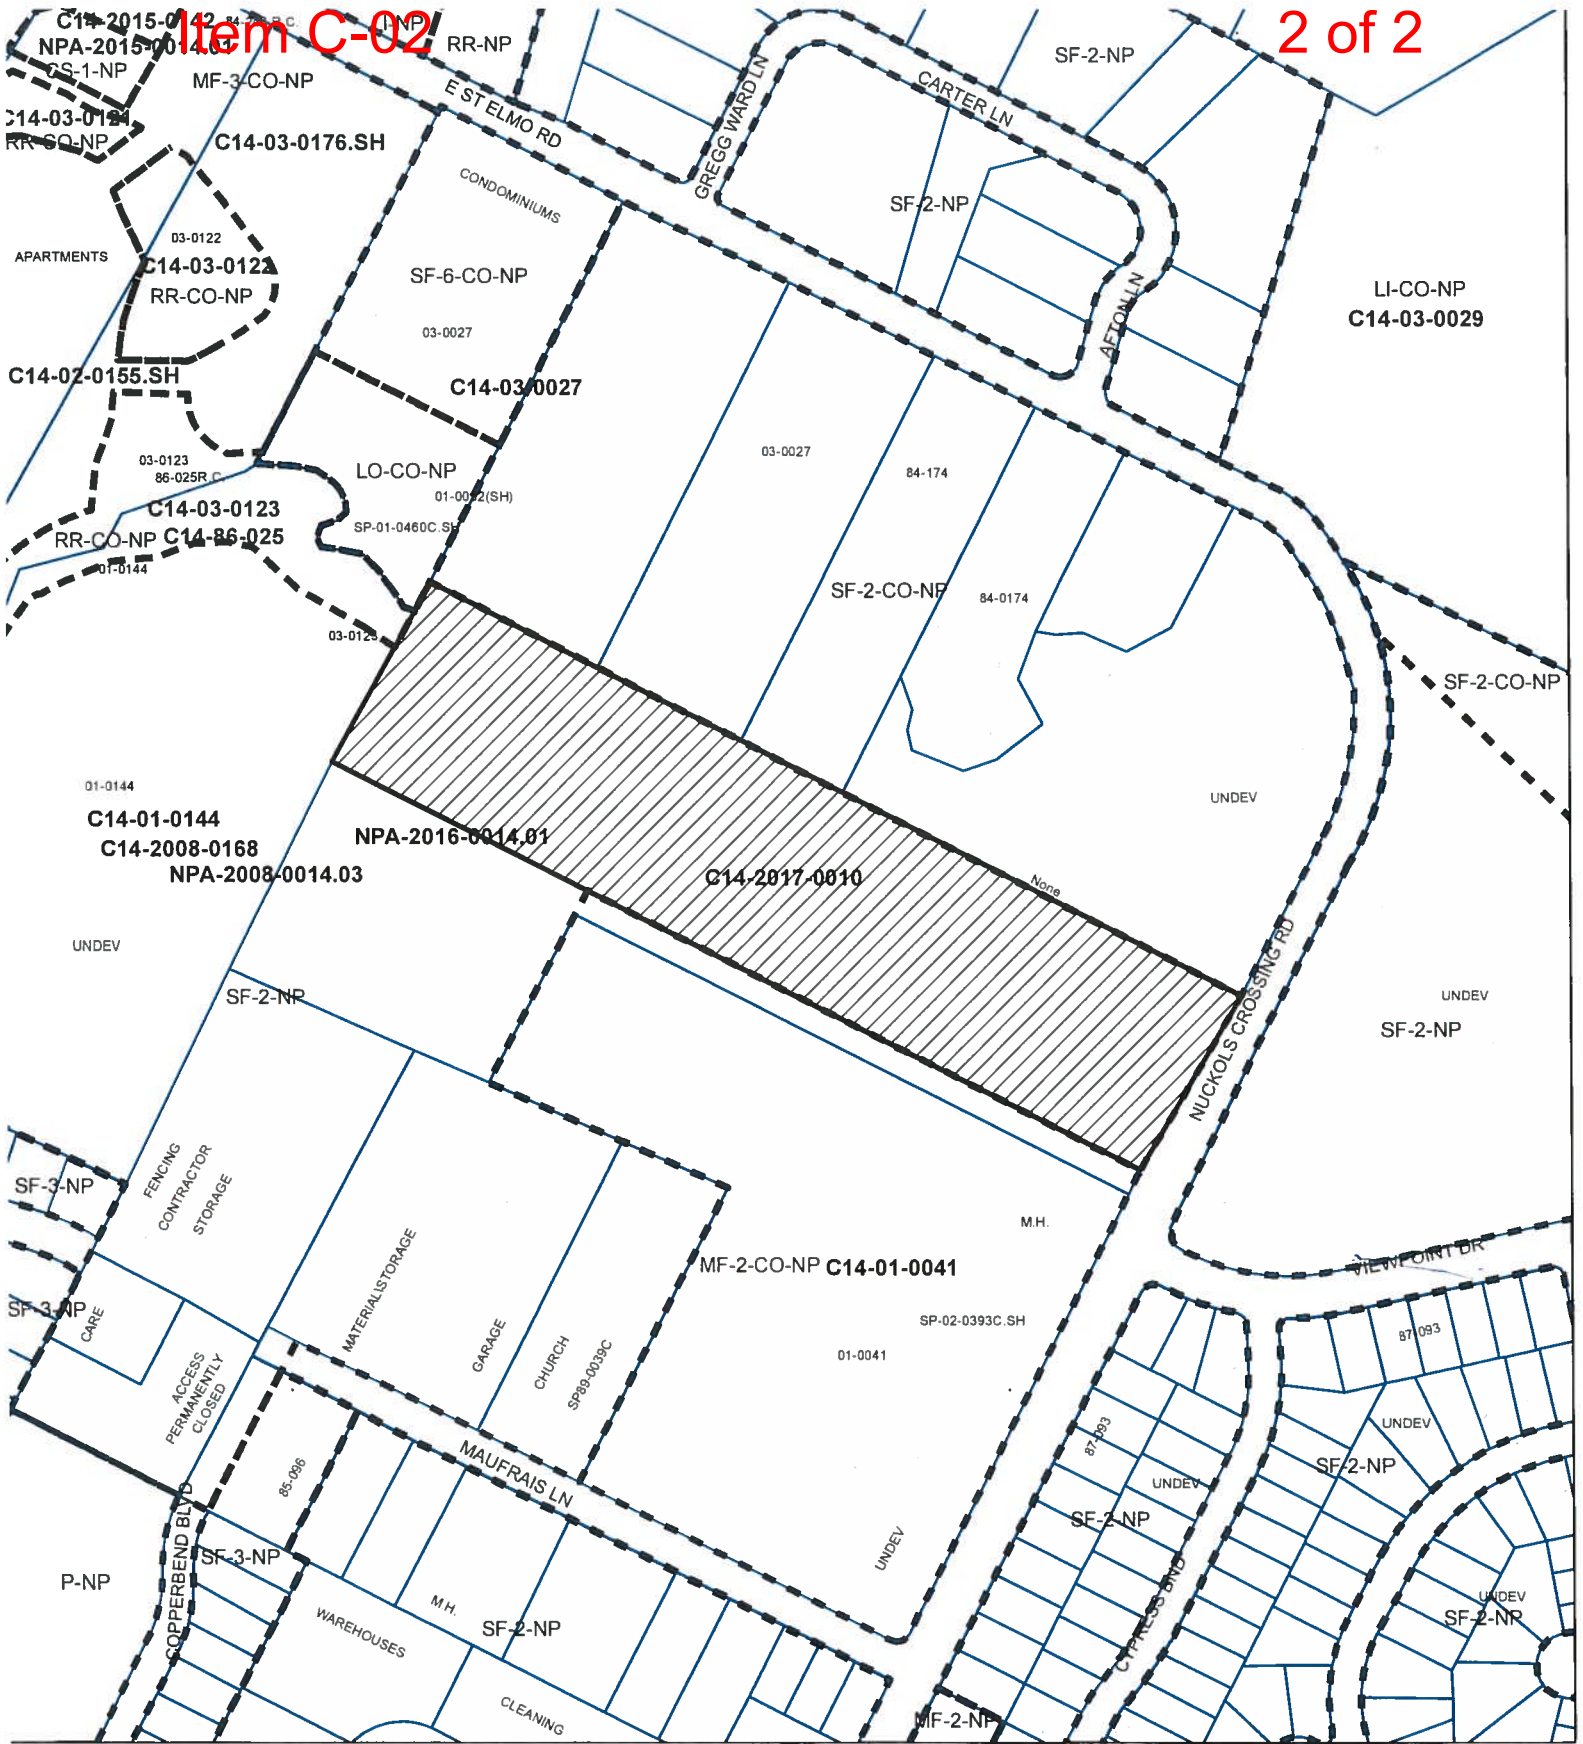 Item C-02
2 of 2
C14-2015-0142
NPA-2015-0014.01
CS-1-NP
MF-3-CO-NP
RR-NP
E ST ELMO RD
GREGG WARD LN
CARTER LN
SF-2-NP
C14-03-0121
RR-CO-NP
C14-03-0176.SH
CONDOMINIUMS
SF-2-NP
APARTMENTS
03-0122
C14-03-0122
RR-CO-NP
SF-6-CO-NP
03-0027
AFTON LN
LI-CO-NP
C14-03-0029
C14-02-0155.SH
C14-03-0027
03-0123
86-025R.C.
LO-CO-NP
SP-01-0460C.SH
03-0027
84-174
C14-03-0123
RR-CO-NP
C14-86-025
01-0144
SF-2-CO-NP
84-0174
03-0123
SF-2-CO-NP
01-0144
C14-01-0144
C14-2008-0168
NPA-2008-0014.03
NPA-2016-0014.01
C14-2017-0010
None
UNDEV
UNDEV
SF-2-NP
NUCKOLS CROSSING RD
UNDEV
SF-2-NP
SF-3-NP
FENCING
CONTRACTOR
STORAGE
MATERIALSTORAGE
GARAGE
CHURCH
SP89-0039C
M.H.
MF-2-CO-NP
C14-01-0041
SP-02-0393C.SH
01-0041
VIEWPOINT DR
SF-3-NP
CARE
ACCESS
PERMANENTLY
CLOSED
87-093
87-093
UNDEV
SF-2-NP
UNDEV
SF-2-NP
85-096
MAUFRAIS LN
UNDEV
COPPERBEND BLVD
SF-3-NP
P-NP
WAREHOUSES
M.H.
SF-2-NP
CLEANING
CYPRESS BND
UNDEV
SF-2-NP
MF-2-NP